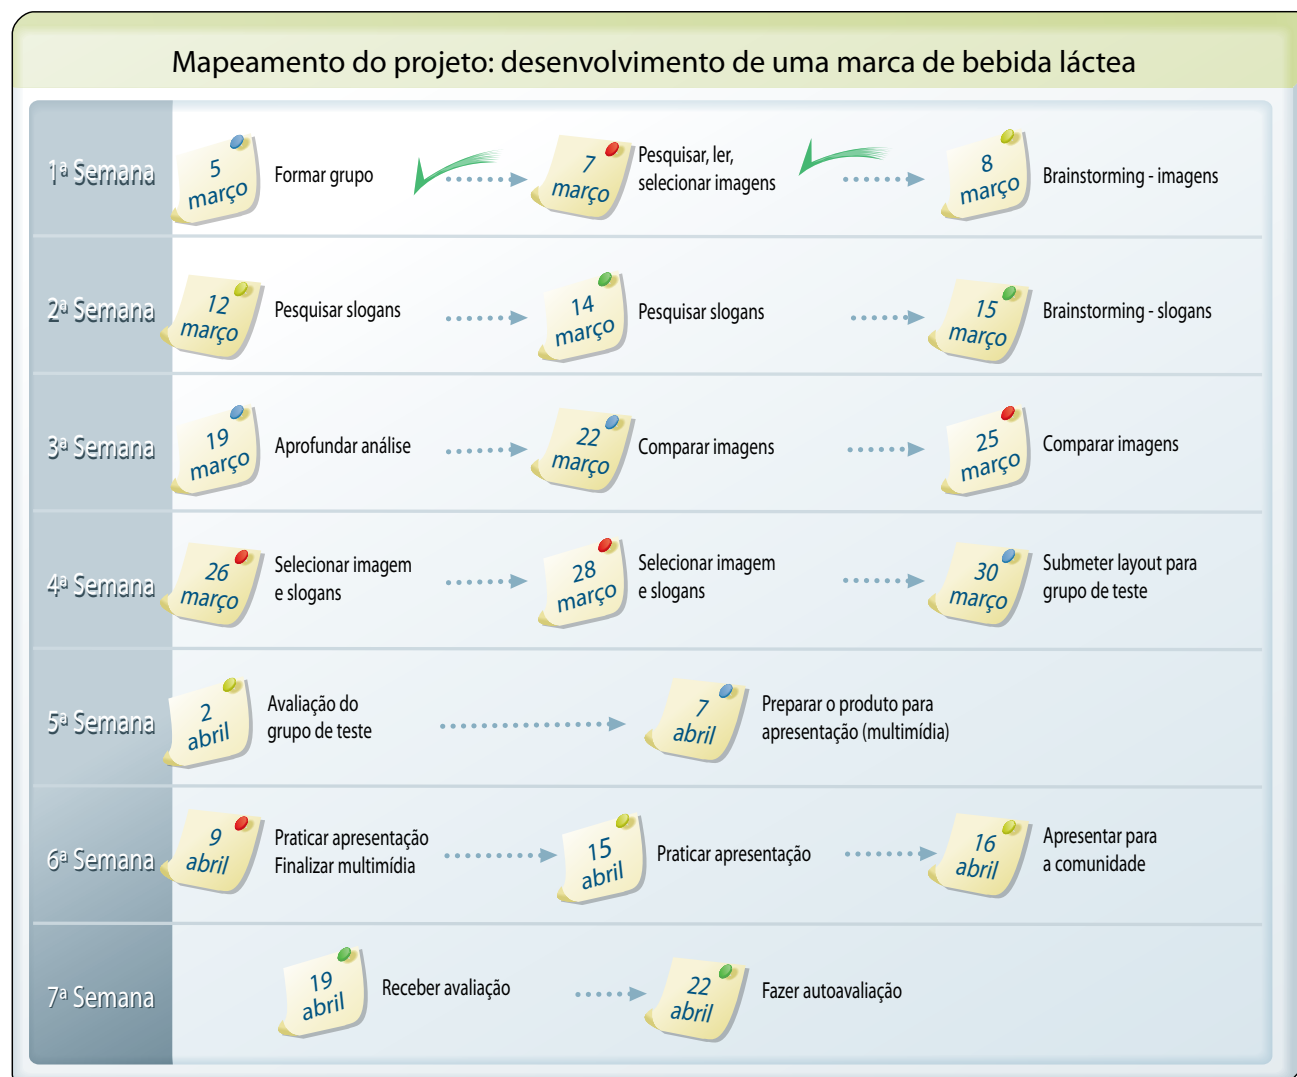 Mapeamento do projeto: desenvolvimento de uma marca de bebida láctea
1ª Semana
5
março
Formar grupo
7
março
Pesquisar, ler,
selecionar imagens
8
março
Brainstorming - imagens
2ª Semana
12
março
Pesquisar slogans
14
março
Pesquisar slogans
15
março
Brainstorming - slogans
3ª Semana
19
março
Aprofundar análise
22
março
Comparar imagens
25
março
Comparar imagens
4ª Semana
26
março
Selecionar imagem
e slogans
28
março
Selecionar imagem
e slogans
30
março
Submeter layout para
grupo de teste
5ª Semana
2
abril
Avaliação do
grupo de teste
7
abril
Preparar o produto para
apresentação (multimídia)
6ª Semana
9
abril
Praticar apresentação
Finalizar multimídia
15
abril
Praticar apresentação
16
abril
Apresentar para
a comunidade
7ª Semana
19
abril
Receber avaliação
22
abril
Fazer autoavaliação